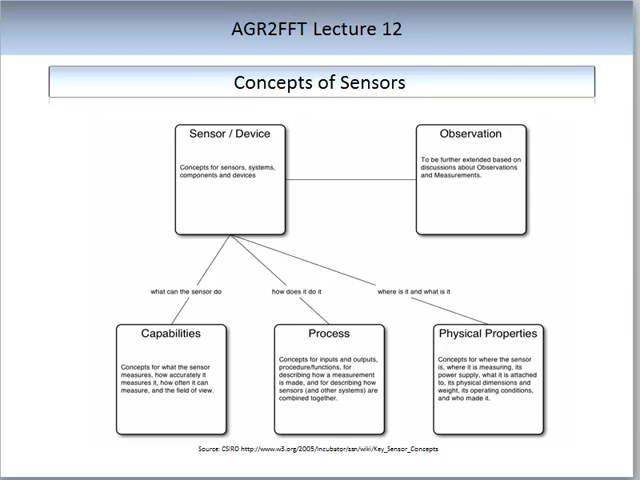 AGR2FFT Lecture 12
Concepts of Sensors
Sensor / Device
Concepts for sensors, systems,
components and devices
Observation
To be further extended based on
discussions about Observations
and Measurements.
what can the sensor do
how does it do it
where is it and what is it
Capabilities
Concepts for what the sensor
measures, how accurately it
measures it, how often it can
measure, and the field of view.
Process
Concepts for inputs and outputs,
procedure/functions, for
describing how a measurement
is made, and for describing how
sensors (and other systems) are
combined together.
Physical Properties
Concepts for where the sensor
is, where it is measuring, its
power supply, what it is attached
to, its physical dimensions and
weight, its operating conditions,
and who made it.
Source: CSIRO http://www.w3.org/2005/Incubator/ssn/wiki/Key_Sensor_Concepts